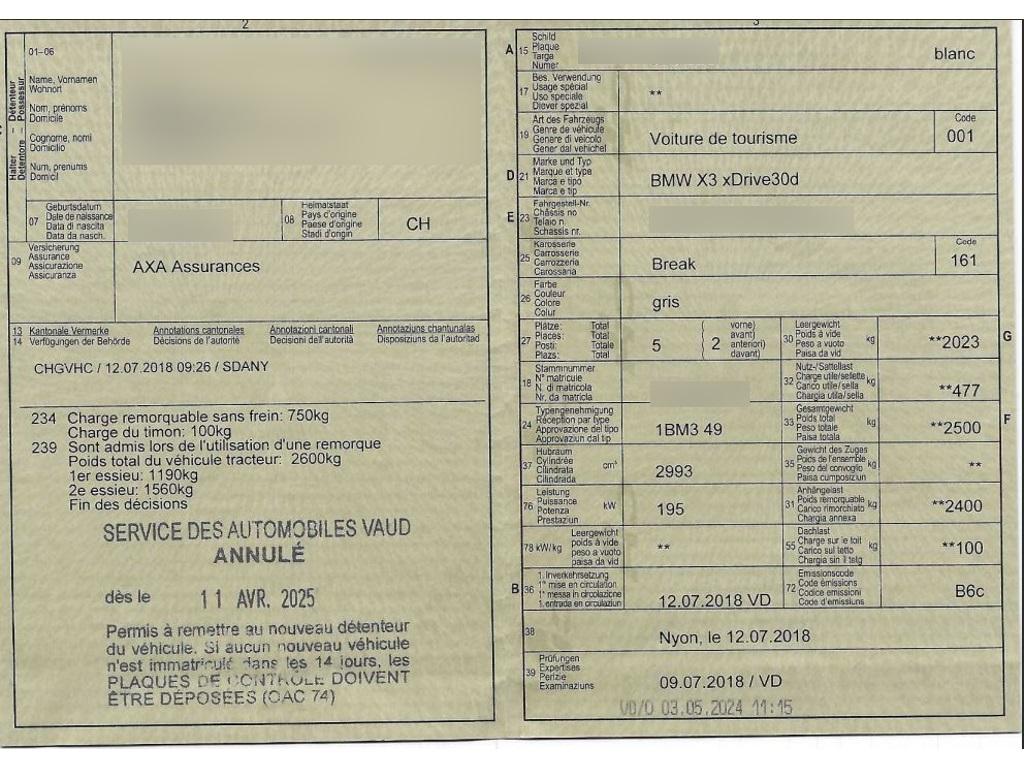 2
01–06
Halter – Détenteur
Detentore – Possessur
Name, Vornamen
Wohnort
Nom, prénoms
Domicile
Cognome, nomi
Domicilio
Num, prenums
Domicil
07
Geburtsdatum
Date de naissance
Data di nascita
Data da nasch.
08
Heimatstaat
Pays d'origine
Paese d'origine
Stadi d'origin
CH
09
Versicherung
Assurance
Assicurazione
Assicuranza
AXA Assurances
13 Kantonale Vermerke Annotations cantonales Annotazioni cantonali Annotaziuns chantunalas
14 Verfügungen der Behörde Décisions de l'autorité Decisioni dell'autorità Disposiziuns da l'autoritad
CHGVHC / 12.07.2018 09:26 / SDANY
234 Charge remorquable sans frein: 750kg
Charge du timon: 100kg
239 Sont admis lors de l'utilisation d'une remorque
Poids total du véhicule tracteur: 2600kg
1er essieu: 1190kg
2e essieu: 1560kg
Fin des décisions
SERVICE DES AUTOMOBILES VAUD
ANNULÉ
dès le 11 AVR. 2025
Permis à remettre au nouveau détenteur
du véhicule. Si aucun nouveau véhicule
n'est immatriculé dans les 14 jours, les
PLAQUES DE CONTRÔLE DOIVENT
ÊTRE DÉPOSÉES (OAC 74)
3
A 15
Schild
Plaque
Targa
Numer
blanc
17
Bes. Verwendung
Usage spécial
Uso speciale
Diever spezial
**
19
Art des Fahrzeugs
Genre de véhicule
Genere di veicolo
Gener dal vehichel
Voiture de tourisme
Code
001
D 21
Marke und Typ
Marque et type
Marca e tipo
Marca e tip
BMW X3 xDrive30d
E 23
Fahrgestell-Nr.
Châssis no
Telaio n.
Schassis nr.
25
Karosserie
Carrosserie
Carrozzeria
Carossaria
Break
Code
161
26
Farbe
Couleur
Colore
Colur
gris
27
Plätze: Total
Places: Total
Posti: Totale
Plazs: Total
5
vorne)
avant)
anteriori)
davant)
2
30
Leergewicht
Poids à vide
Peso a vuoto
Paisa da vid
kg
**2023
G
18
Stammnummer
N° matricule
N. di matricola
Nr. da matricla
32
Nutz-/Sattellast
Charge utile/sellette
Carico utile/sella
Chargia utila/sella
kg
**477
24
Typengenehmigung
Réception par type
Approvazione del tipo
Approvaziun dal tip
1BM3 49
33
Gesamtgewicht
Poids total
Peso totale
Paisa totala
kg
**2500
F
37
Hubraum
Cylindrée
Cilindrata
Cilindrada
cm³
2993
35
Gewicht des Zuges
Poids de l'ensemble
Peso del convoglio
Paisa cumposiziun
kg
**
76
Leistung
Puissance
Potenza
Prestaziun
kW
195
31
Anhängelast
Poids remorquable
Carico rimorchiato
Chargia annexa
kg
**2400
78 kW/kg
Leergewicht
poids à vide
peso a vuoto
paisa da vid
**
55
Dachlast
Charge sur le toit
Carico sul tetto
Chargia sin il tetg
kg
**100
B 36
1. Inverkehrsetzung
1re mise en circulation
1a messa in circolazione
1. entrada en circulaziun
12.07.2018 VD
72
Emissionscode
Code émissions
Codice emissioni
Code d'emissiuns
B6c
38
Nyon, le 12.07.2018
39
Prüfungen
Expertises
Perizie
Examinaziuns
09.07.2018 / VD
VD/0 03.05.2024 11:15